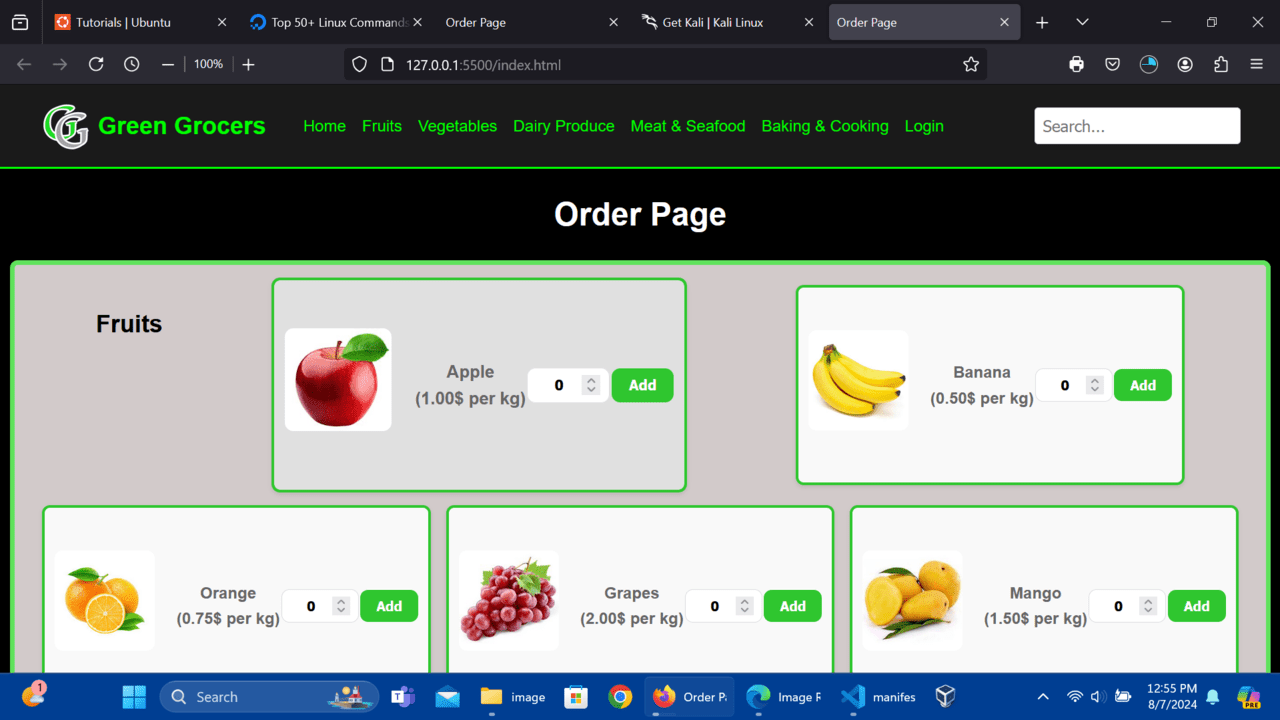 Tutorials | Ubuntu
Top 50+ Linux Commands
Order Page
Get Kali | Kali Linux
Order Page
100%
127.0.0.1:5500/index.html
GG
Green Grocers
Home
Fruits
Vegetables
Dairy Produce
Meat & Seafood
Baking & Cooking
Login
Search...
Order Page
Fruits
Apple
(1.00$ per kg)
0
Add
Banana
(0.50$ per kg)
0
Add
Orange
(0.75$ per kg)
0
Add
Grapes
(2.00$ per kg)
0
Add
Mango
(1.50$ per kg)
0
Add
1
Search
image
Order Pa
Image R
manifes
12:55 PM
8/7/2024
PRE